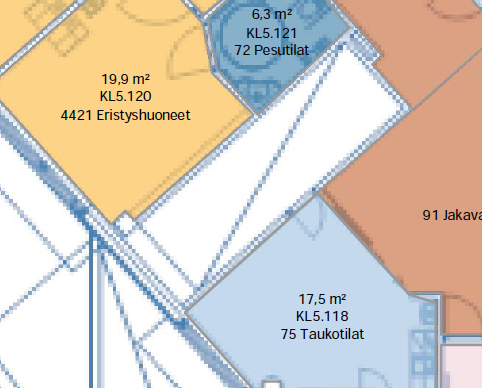 6,3 m²
KL5.121
72 Pesutilat
19,9 m²
KL5.120
4421 Eristyshuoneet
91 Jakava
17,5 m²
KL5.118
75 Taukotilat